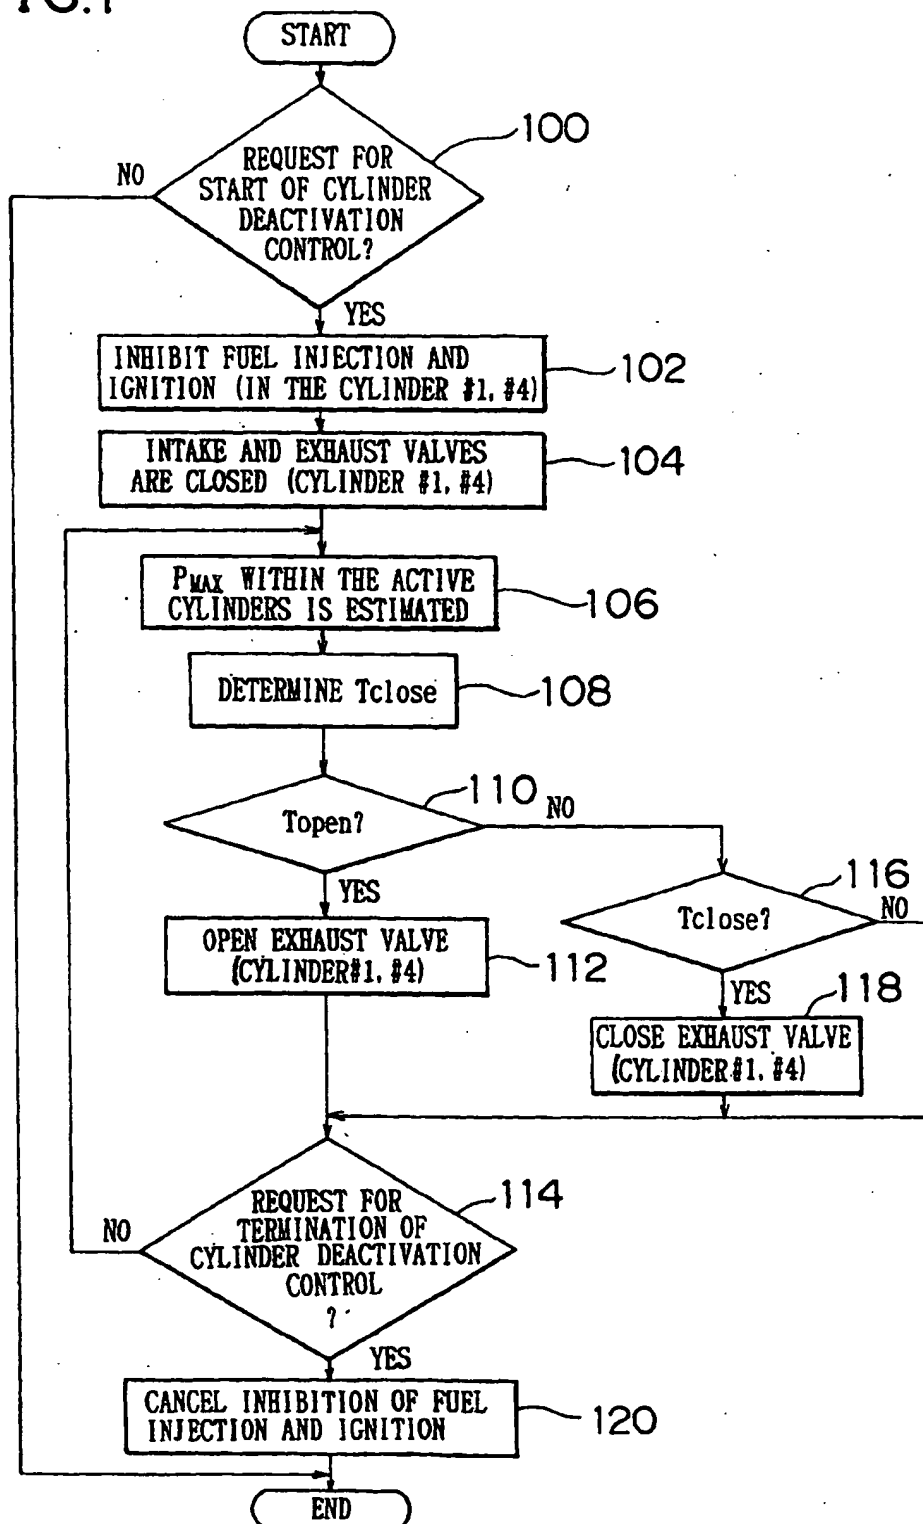 START
100
REQUEST FOR
START OF CYLINDER
DEACTIVATION
CONTROL?
NO
YES
INHIBIT FUEL INJECTION AND
IGNITION (IN THE CYLINDER #1, #4)
102
INTAKE AND EXHAUST VALVES
ARE CLOSED (CYLINDER #1, #4)
104
PMAX WITHIN THE ACTIVE
CYLINDERS IS ESTIMATED
106
DETERMINE Tclose
108
Topen?
110
NO
YES
Tclose?
116
NO
OPEN EXHAUST VALVE
(CYLINDER#1, #4)
112
YES
118
CLOSE EXHAUST VALVE
(CYLINDER#1, #4)
REQUEST FOR
TERMINATION OF
CYLINDER DEACTIVATION
CONTROL
?
114
NO
YES
CANCEL INHIBITION OF FUEL
INJECTION AND IGNITION
120
END